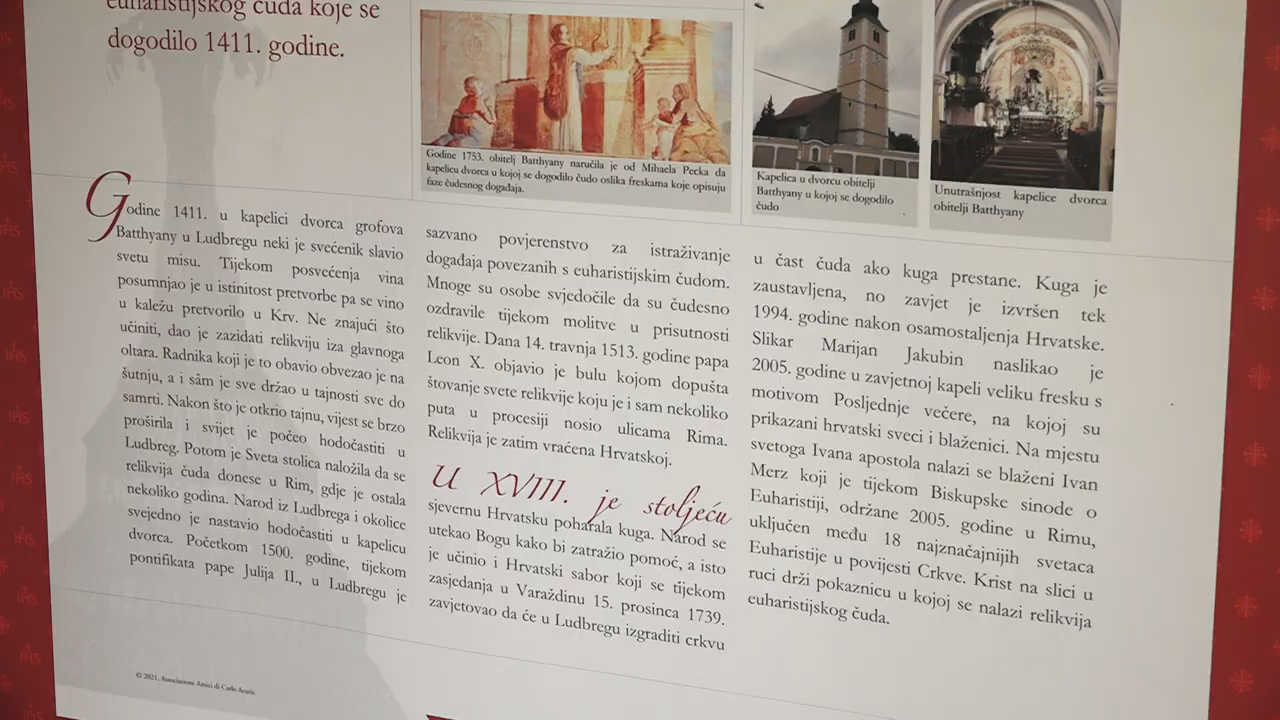 euharistijskog čuda koje se
dogodilo 1411. godine.
Godine 1753. obitelj Batthyany naručila je od Mihaela Pecka da
kapelicu dvorca u kojoj se dogodilo čudo oslika freskama koje opisuju
faze čudesnog događaja.
Kapelica u dvorcu obitelji
Batthyany u kojoj se dogodilo
čudo
Unutrašnjost kapelice dvorca
obitelji Batthyany
Godine 1411. u kapelici dvorca grofova
Batthyany u Ludbregu neki je svećenik slavio
svetu misu. Tijekom posvećenja vina
posumnjao je u istinitost pretvorbe pa se vino
u kaležu pretvorilo u Krv. Ne znajući što
učiniti, dao je zazidati relikviju iza glavnoga
oltara. Radnika koji je to obavio obvezao je na
šutnju, a i sâm je sve držao u tajnosti sve do
samrti. Nakon što je otkrio tajnu, vijest se brzo
proširila i svijet je počeo hodočastiti u
Ludbreg. Potom je Sveta stolica naložila da se
relikvija čuda donese u Rim, gdje je ostala
nekoliko godina. Narod iz Ludbrega i okolice
svejedno je nastavio hodočastiti u kapelicu
dvorca. Početkom 1500. godine, tijekom
pontifikata pape Julija II., u Ludbregu je
sazvano povjerenstvo za istraživanje
događaja povezanih s euharistijskim čudom.
Mnoge su osobe svjedočile da su čudesno
ozdravile tijekom molitve u prisutnosti
relikvije. Dana 14. travnja 1513. godine papa
Leon X. objavio je bulu kojom dopušta
štovanje svete relikvije koju je i sam nekoliko
puta u procesiji nosio ulicama Rima.
Relikvija je zatim vraćena Hrvatskoj.
U XVIII. je stoljeću
sjevernu Hrvatsku poharala kuga. Narod se
utekao Bogu kako bi zatražio pomoć, a isto
je učinio i Hrvatski sabor koji se tijekom
zasjedanja u Varaždinu 15. prosinca 1739.
zavjetovao da će u Ludbregu izgraditi crkvu
u čast čuda ako kuga prestane. Kuga je
zaustavljena, no zavjet je izvršen tek
1994. godine nakon osamostaljenja Hrvatske.
Slikar Marijan Jakubin naslikao je
2005. godine u zavjetnoj kapeli veliku fresku s
motivom Posljednje večere, na kojoj su
prikazani hrvatski sveci i blaženici. Na mjestu
svetoga Ivana apostola nalazi se blaženi Ivan
Merz koji je tijekom Biskupske sinode o
Euharistiji, održane 2005. godine u Rimu,
uključen među 18 najznačajnijih svetaca
Euharistije u povijesti Crkve. Krist na slici u
ruci drži pokaznicu u kojoj se nalazi relikvija
euharistijskog čuda.
© 2021, Associazione Amici di Carlo Acutis